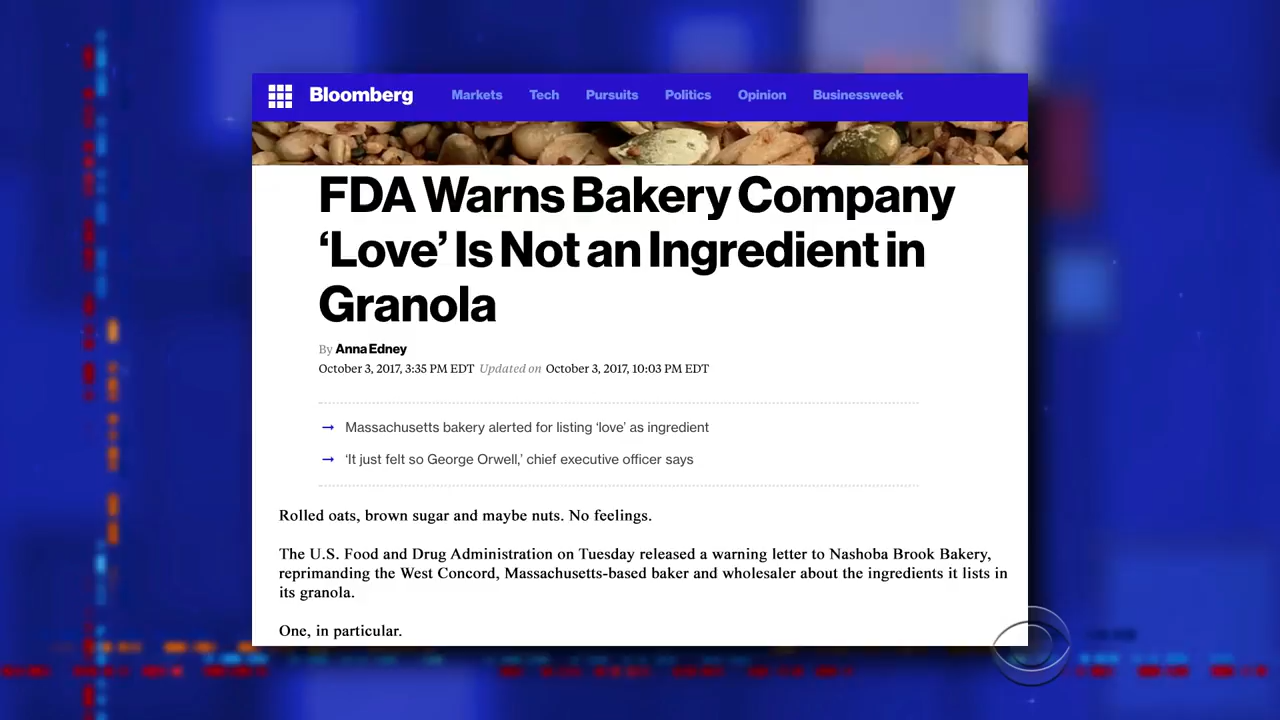 Bloomberg
Markets Tech Pursuits Politics Opinion Businessweek
FDA Warns Bakery Company
‘Love’ Is Not an Ingredient in
Granola
By Anna Edney
October 3, 2017, 3:35 PM EDT Updated on October 3, 2017, 10:03 PM EDT
→ Massachusetts bakery alerted for listing ‘love’ as ingredient
→ ‘It just felt so George Orwell,’ chief executive officer says
Rolled oats, brown sugar and maybe nuts. No feelings.
The U.S. Food and Drug Administration on Tuesday released a warning letter to Nashoba Brook Bakery,
reprimanding the West Concord, Massachusetts-based baker and wholesaler about the ingredients it lists in
its granola.
One, in particular.